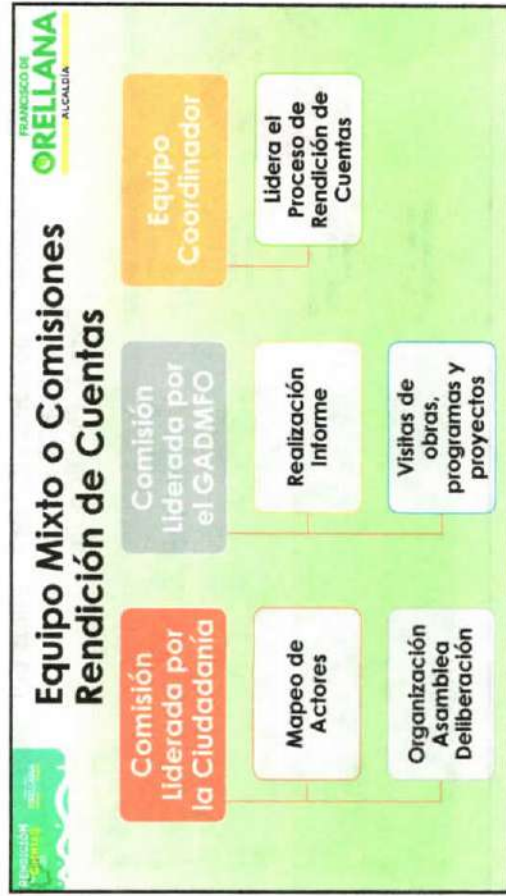 RENDICIÓN
CUENTAS
FRANCISCO DE
ORELLANA
ALCALDÍA
Equipo Mixto o Comisiones
Rendición de Cuentas
Comisión
Liderada por
la Ciudadanía
Mapeo de
Actores
Organización
Asamblea
Deliberación
Comisión
Liderada por
el GADMFO
Realización
Informe
Visitas de
obras,
programas y
proyectos
Equipo
Coordinador
Lidera el
Proceso de
Rendición de
Cuentas